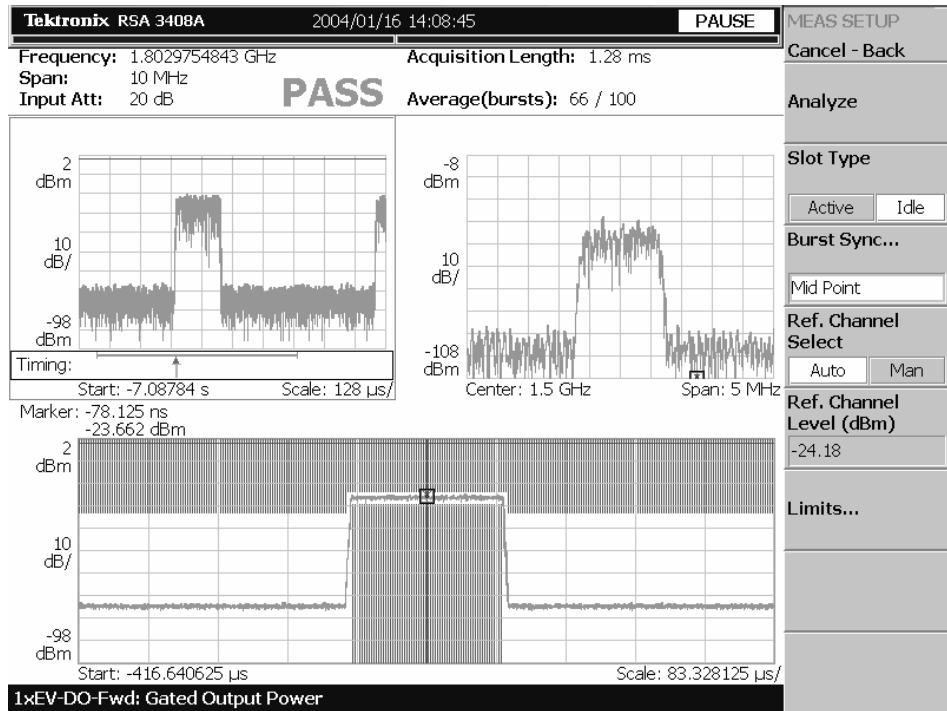 Tektronix RSA 3408A 2004/01/16 14:08:45 PAUSE
Frequency: 1.8029754843 GHz Acquisition Length: 1.28 ms
Span: 10 MHz
Input Att: 20 dB PASS Average(bursts): 66 / 100
2
dBm
10
dB/
-98
dBm
Timing:
Start: -7.08784 s Scale: 128 µs/
-8
dBm
10
dB/
-108
dBm
Center: 1.5 GHz Span: 5 MHz
Marker: -78.125 ns
-23.662 dBm
2
dBm
10
dB/
-98
dBm
Start: -416.640625 µs Scale: 83.328125 µs/
1xEV-DO-Fwd: Gated Output Power
MEAS SETUP
Cancel - Back
Analyze
Slot Type
Active Idle
Burst Sync...
Mid Point
Ref. Channel
Select
Auto Man
Ref. Channel
Level (dBm)
-24.18
Limits...